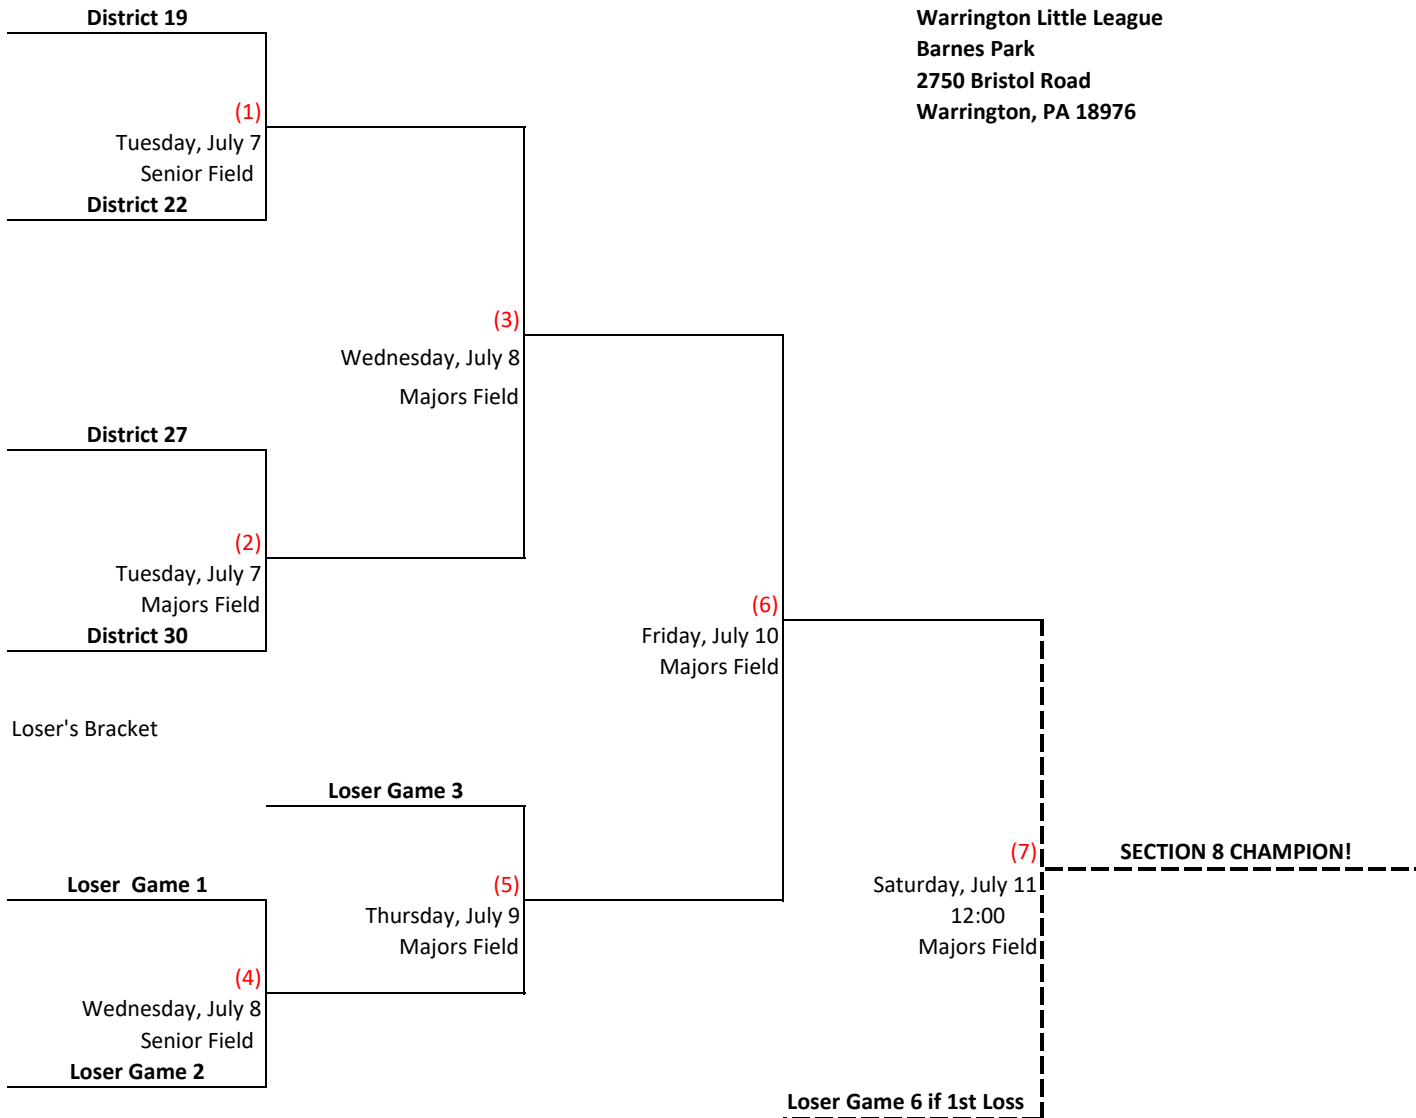 District 19
Warrington Little League
Barnes Park
2750 Bristol Road
Warrington, PA 18976
(1)
Tuesday, July 7
Senior Field
District 22
(3)
Wednesday, July 8
Majors Field
District 27
(2)
Tuesday, July 7
Majors Field
District 30
(6)
Friday, July 10
Majors Field
Loser's Bracket
Loser Game 3
Loser  Game 1
(5)
Thursday, July 9
Majors Field
(7)
Saturday, July 11
12:00
Majors Field
SECTION 8 CHAMPION!
(4)
Wednesday, July 8
Senior Field
Loser Game 2
Loser Game 6 if 1st Loss